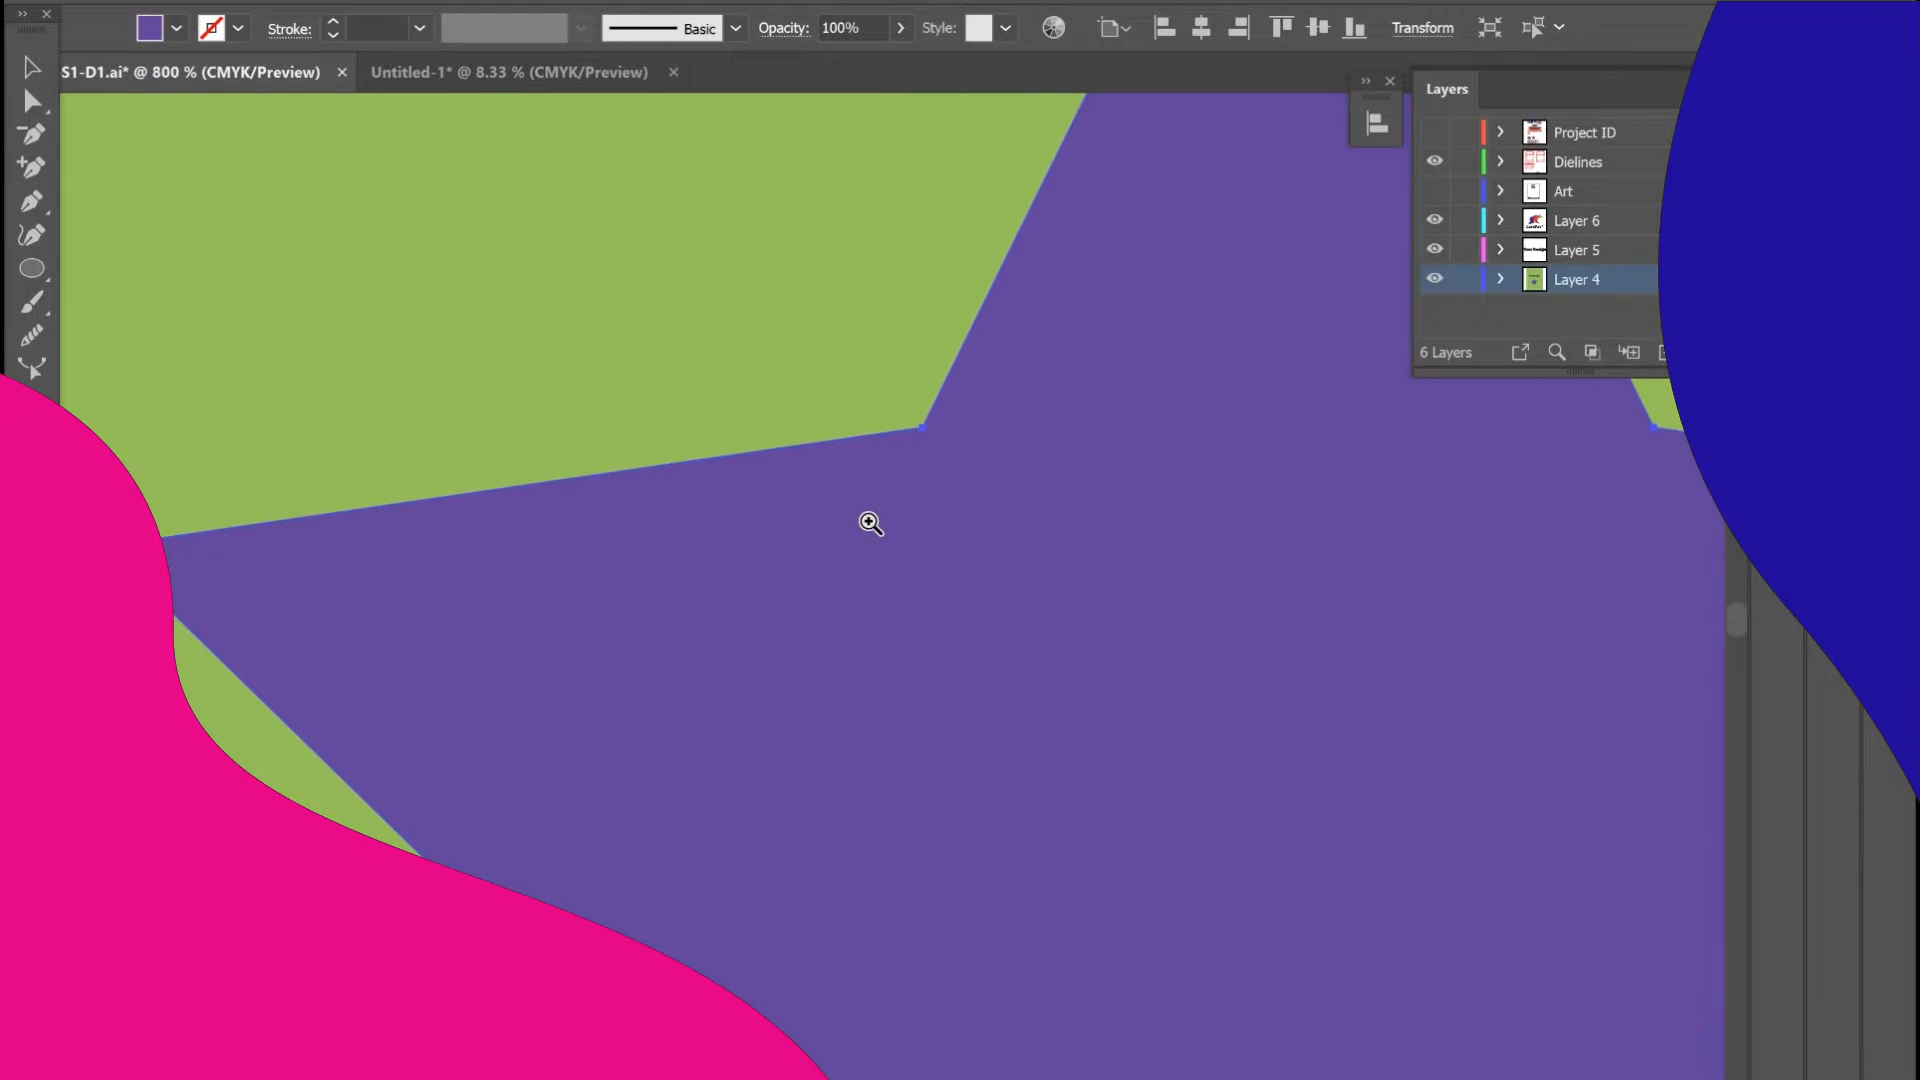 Stroke:
Basic
Opacity: 100%
Style:
Transform
S1-D1.ai* @ 800 % (CMYK/Preview)
Untitled-1* @ 8.33 % (CMYK/Preview)
Layers
Project ID
Dielines
Art
Layer 6
Layer 5
Layer 4
6 Layers